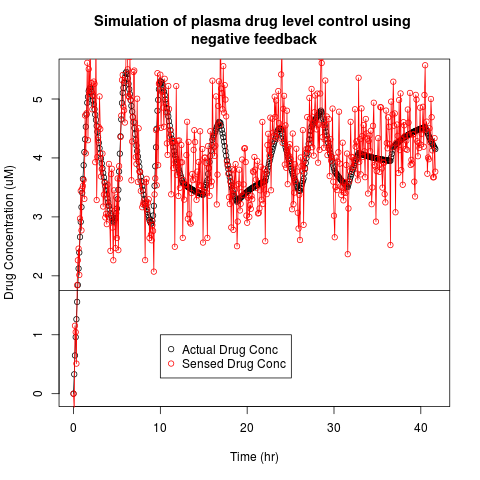 Simulation of plasma drug level control using
negative feedback
Drug Concentration (uM)
5
4
3
2
1
0
Actual Drug Conc
Sensed Drug Conc
0 10 20 30 40
Time (hr)